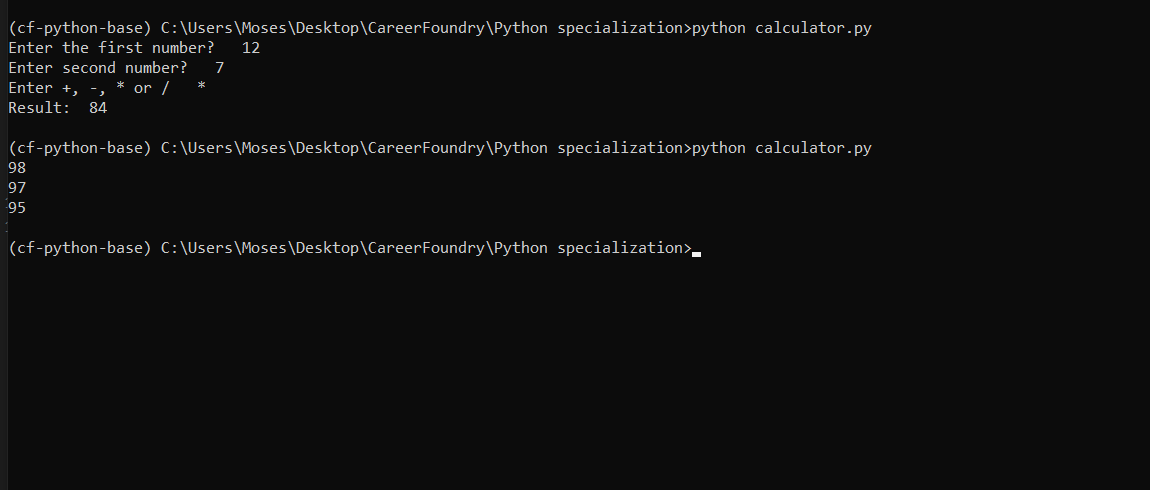 (cf-python-base) C:\Users\Moses\Desktop\CareerFoundry\Python specialization>python calculator.py
Enter the first number?   12
Enter second number?   7
Enter +, -, * or /   *
Result:  84
(cf-python-base) C:\Users\Moses\Desktop\CareerFoundry\Python specialization>python calculator.py
98
97
95
(cf-python-base) C:\Users\Moses\Desktop\CareerFoundry\Python specialization>